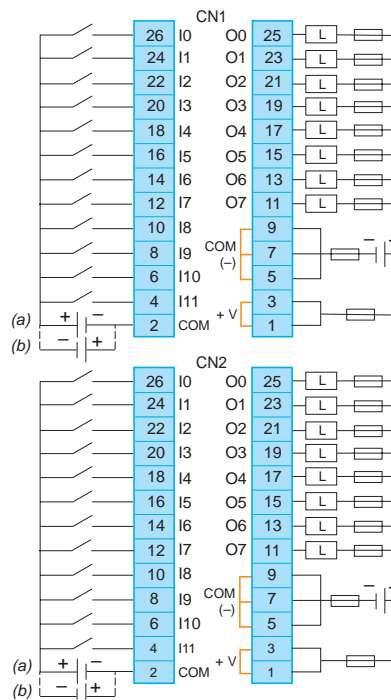 CN1
26 I0 O0 25 L
24 I1 O1 23 L
22 I2 O2 21 L
20 I3 O3 19 L
18 I4 O4 17 L
16 I5 O5 15 L
14 I6 O6 13 L
12 I7 O7 11 L
10 I8 9
8 I9 COM (–) 7 –
6 I10 5
4 I11 3
(a) + – 2 COM + V 1
(b) – +
CN2
26 I0 O0 25 L
24 I1 O1 23 L
22 I2 O2 21 L
20 I3 O3 19 L
18 I4 O4 17 L
16 I5 O5 15 L
14 I6 O6 13 L
12 I7 O7 11 L
10 I8 9
8 I9 COM (–) 7 –
6 I10 5
4 I11 3
(a) + – 2 COM + V 1
(b) – +